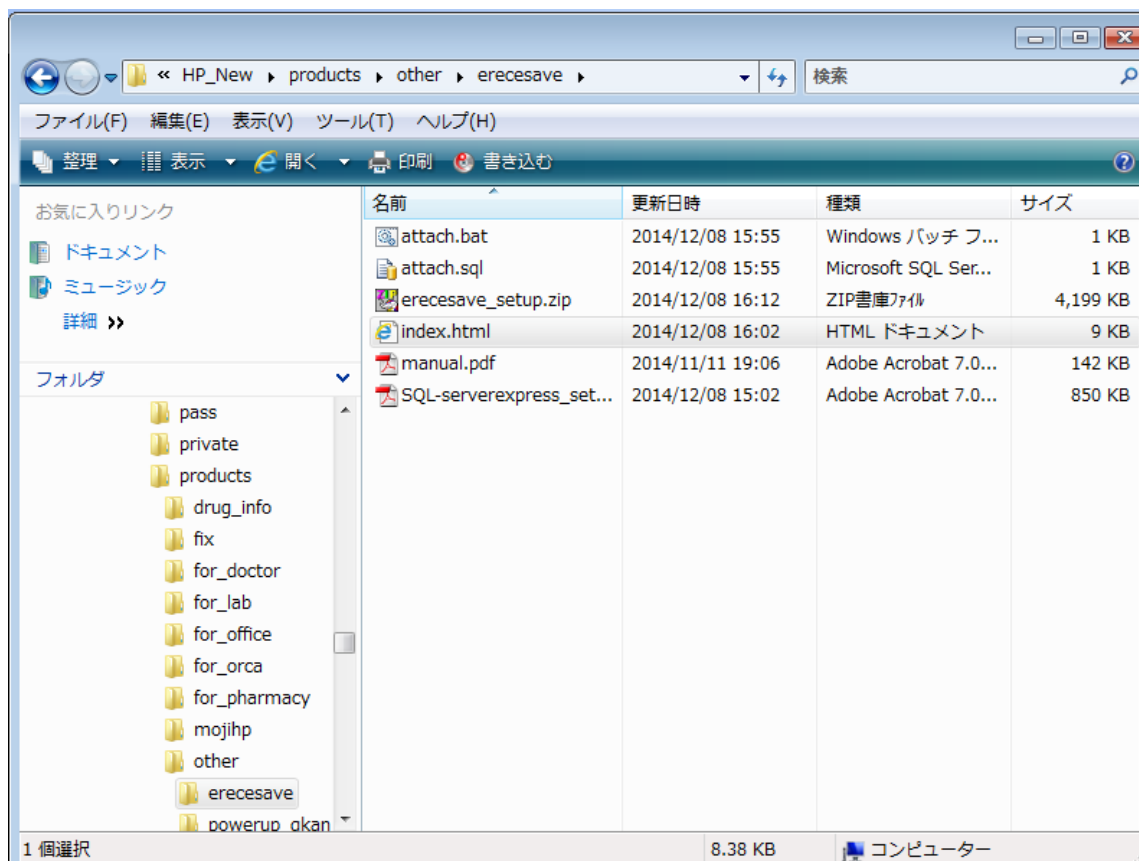 « HP_New ▸ products ▸ other ▸ erecesave ▸ 検索
ファイル(F) 編集(E) 表示(V) ツール(T) ヘルプ(H)
整理 表示 開く 印刷 書き込む
お気に入りリンク
ドキュメント
ミュージック
詳細 »
フォルダ
pass
private
products
drug_info
fix
for_doctor
for_lab
for_office
for_orca
for_pharmacy
mojihp
other
erecesave
powerup_qkan
名前 更新日時 種類 サイズ
attach.bat 2014/12/08 15:55 Windows バッチ フ... 1 KB
attach.sql 2014/12/08 15:55 Microsoft SQL Ser... 1 KB
erecesave_setup.zip 2014/12/08 16:12 ZIP書庫ファイル 4,199 KB
index.html 2014/12/08 16:02 HTML ドキュメント 9 KB
manual.pdf 2014/11/11 19:06 Adobe Acrobat 7.0... 142 KB
SQL-serverexpress_set... 2014/12/08 15:02 Adobe Acrobat 7.0... 850 KB
1 個選択 8.38 KB コンピューター